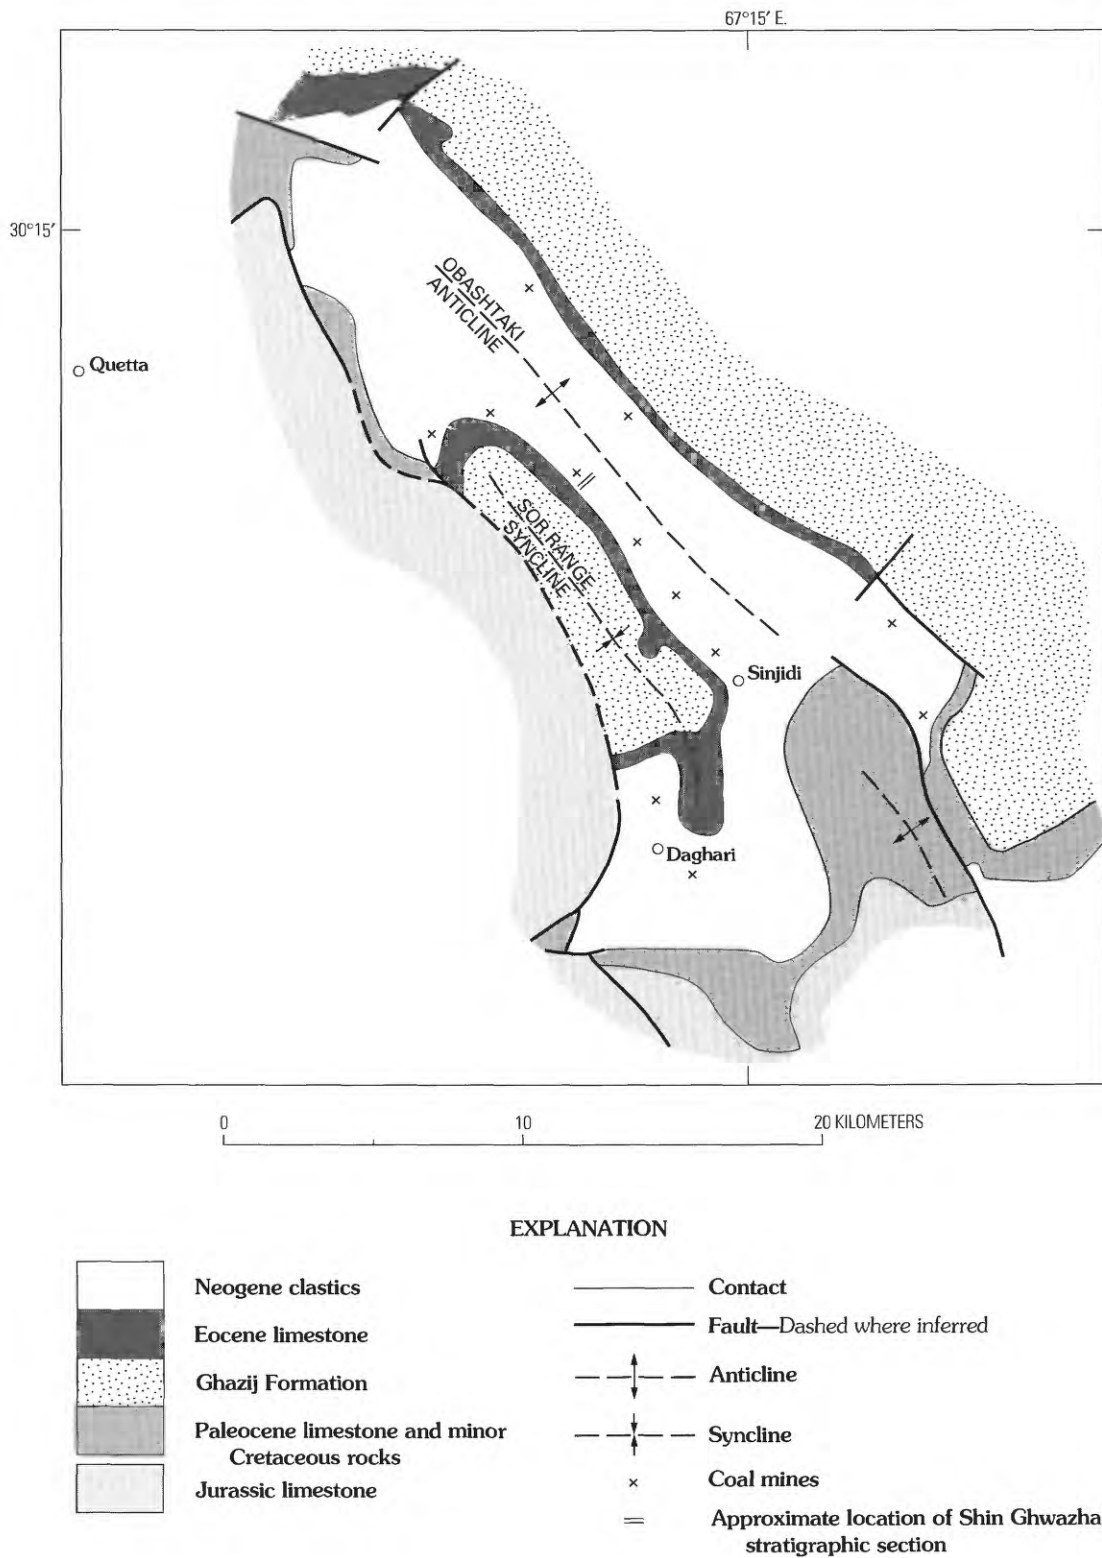 67°15′ E.
30°15′
OBASHTAKI
ANTICLINE
Quetta
SOR RANGE
SYNCLINE
Sinjidi
Daghari
0 10 20 KILOMETERS
EXPLANATION
Neogene clastics
Eocene limestone
Ghazij Formation
Paleocene limestone and minor
Cretaceous rocks
Jurassic limestone
Contact
Fault—Dashed where inferred
Anticline
Syncline
Coal mines
Approximate location of Shin Ghwazha
stratigraphic section